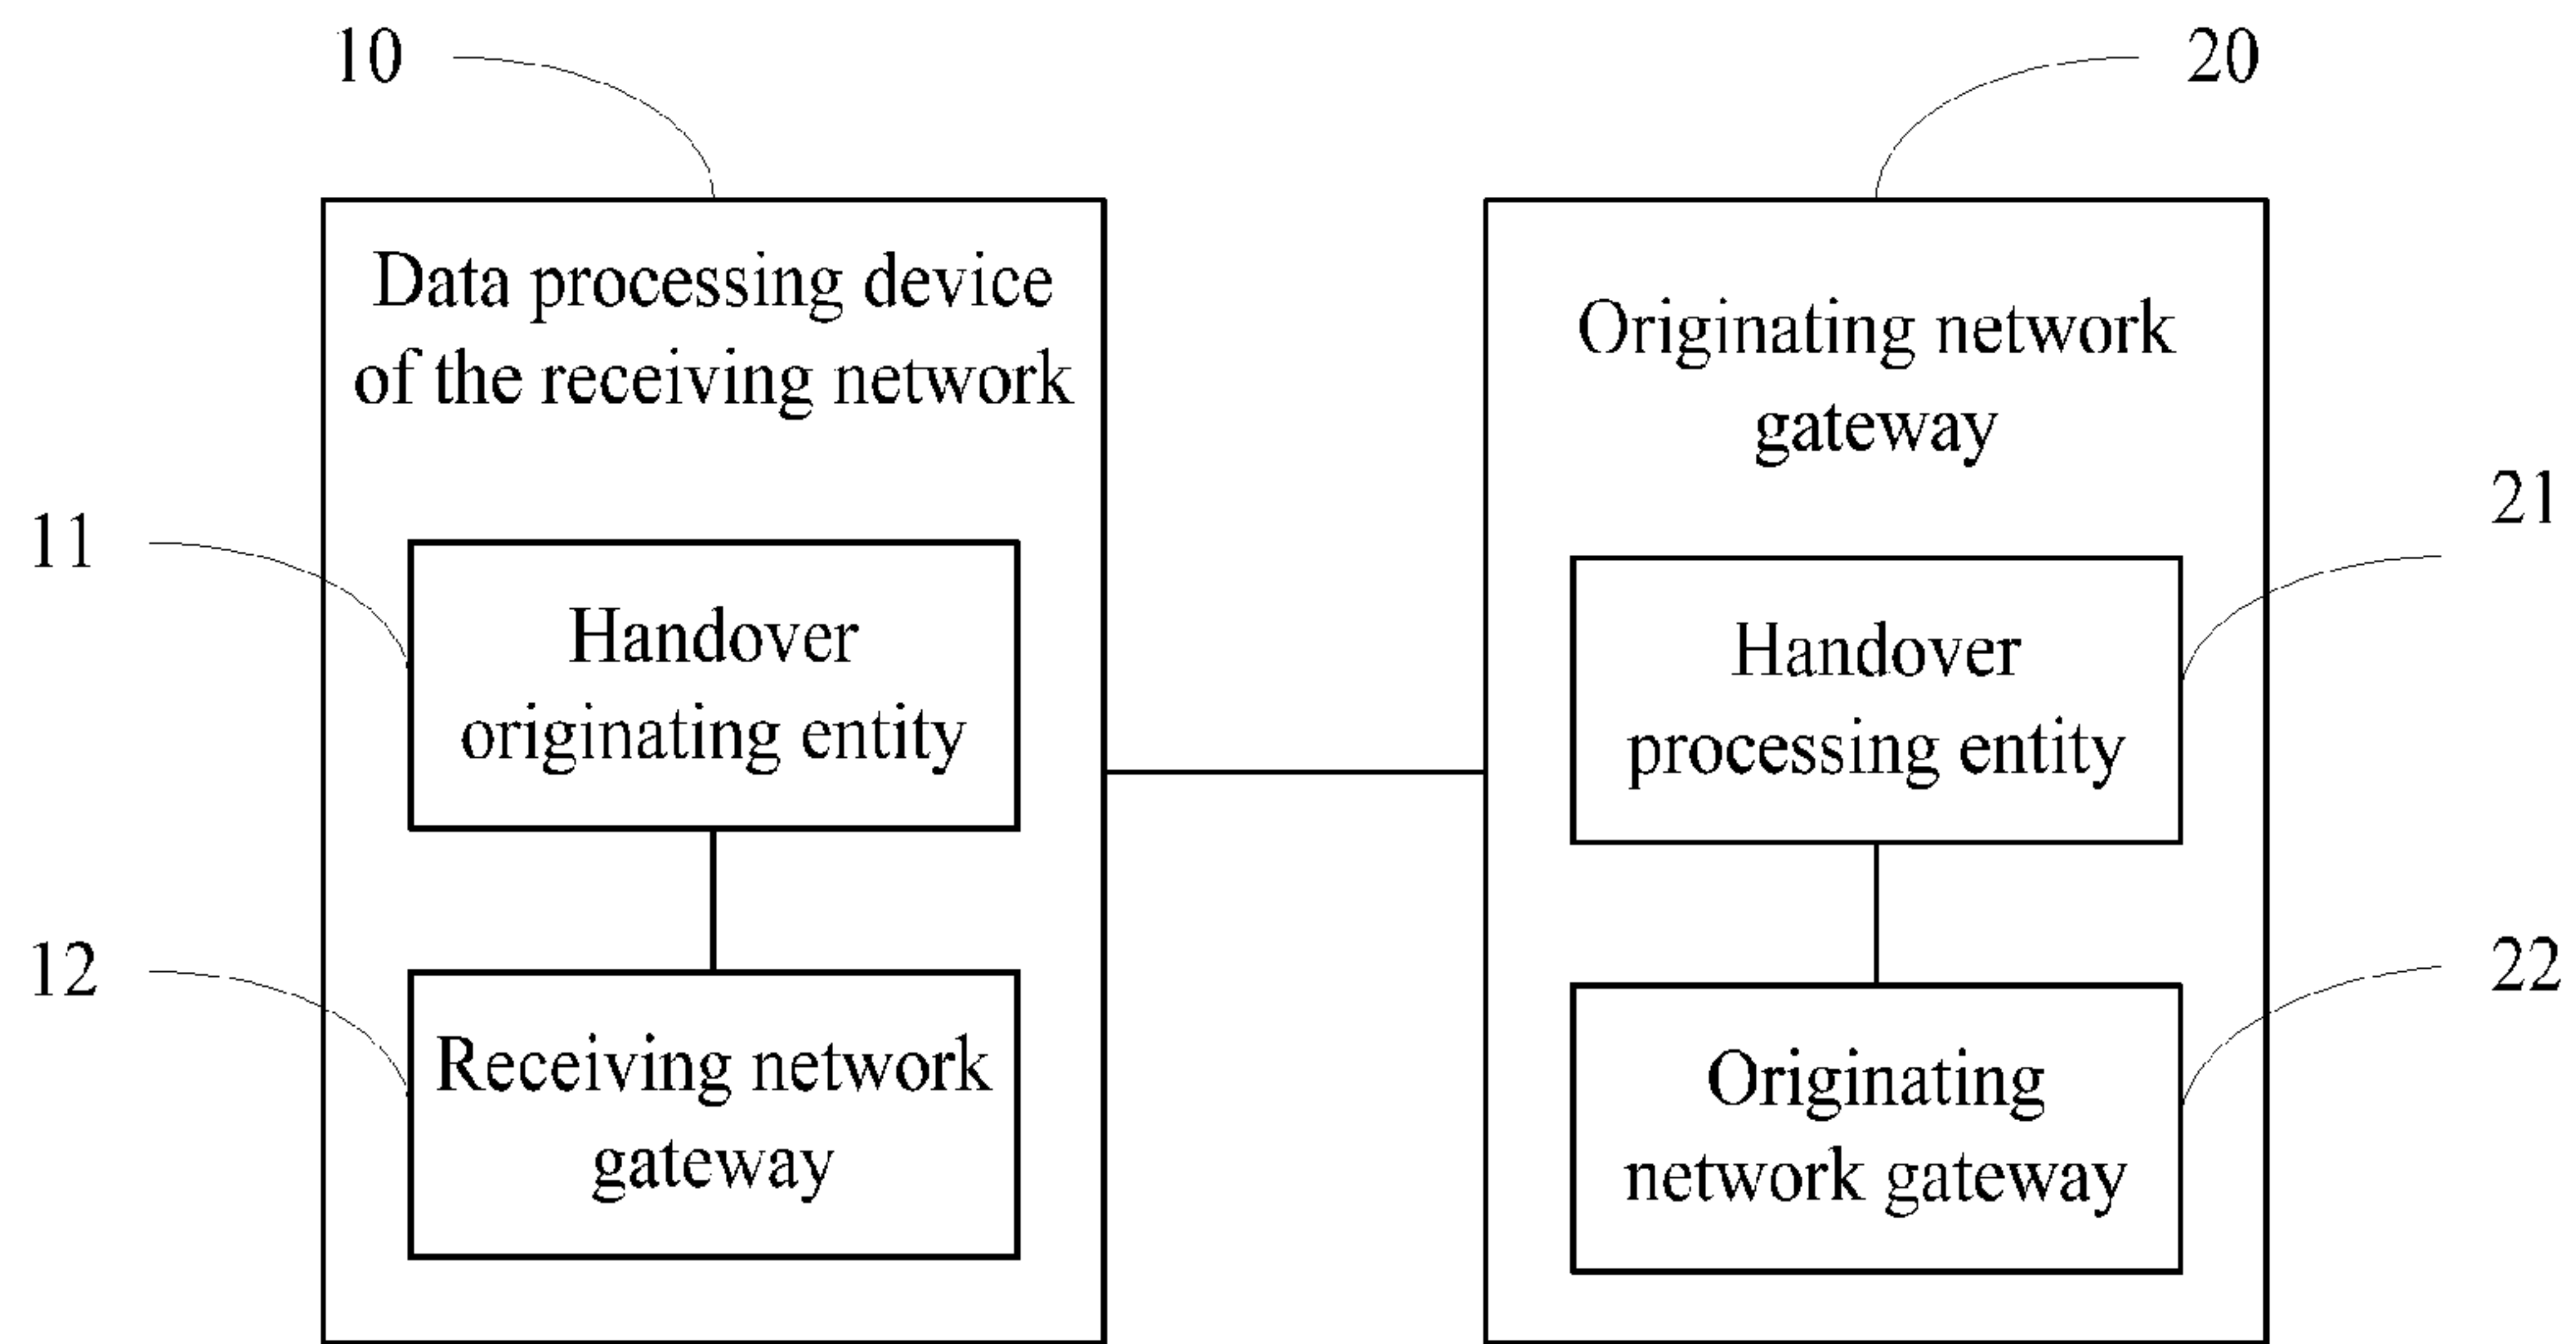 10
20
Data processing device
of the receiving network
Originating network
gateway
11
21
Handover
originating entity
Handover
processing entity
12
22
Receiving network
gateway
Originating
network gateway